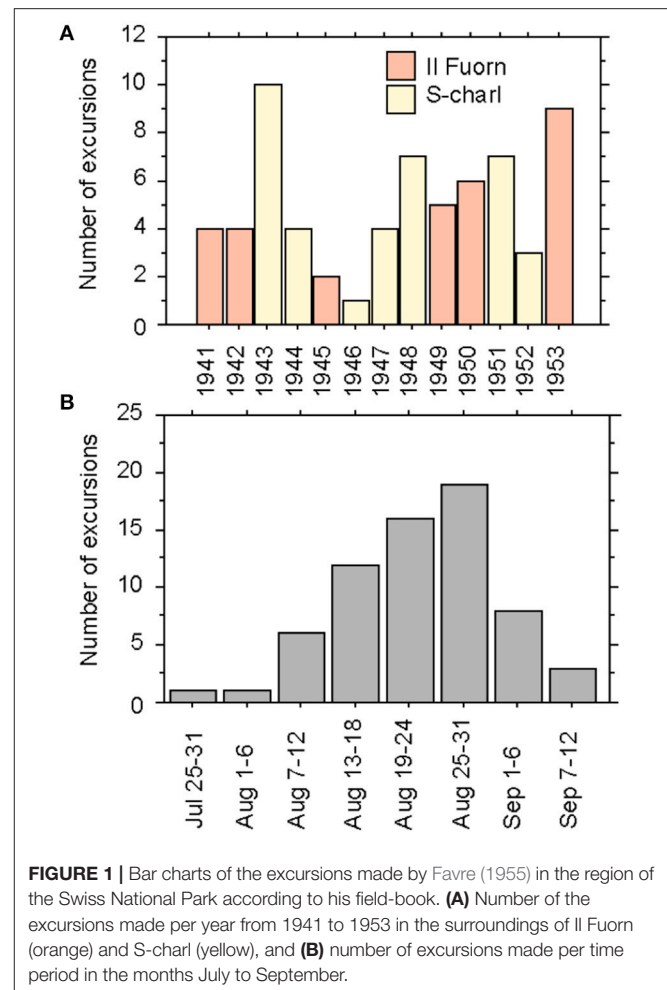 A
Number of excursions
12
10
8
6
4
2
0
Il Fuorn
S-charl
1941
1942
1943
1944
1945
1946
1947
1948
1949
1950
1951
1952
1953
B
Number of excursions
25
20
15
10
5
0
Jul 25-31
Aug 1-6
Aug 7-12
Aug 13-18
Aug 19-24
Aug 25-31
Sep 1-6
Sep 7-12
FIGURE 1 | Bar charts of the excursions made by Favre (1955) in the region of
the Swiss National Park according to his field-book. (A) Number of the
excursions made per year from 1941 to 1953 in the surroundings of Il Fuorn
(orange) and S-charl (yellow), and (B) number of excursions made per time
period in the months July to September.